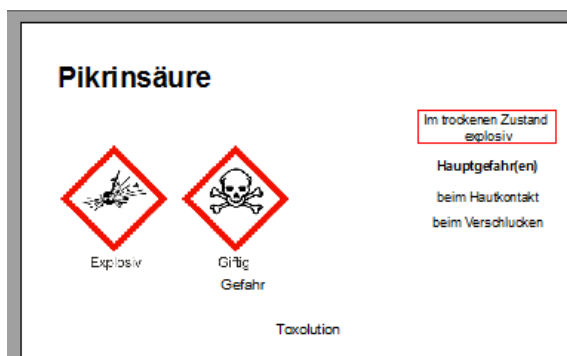 Pikrinsäure
Im trockenen Zustand
explosiv
Hauptgefahr(en)
beim Hautkontakt
beim Verschlucken
Explosiv
Giftig
Gefahr
Toxolution